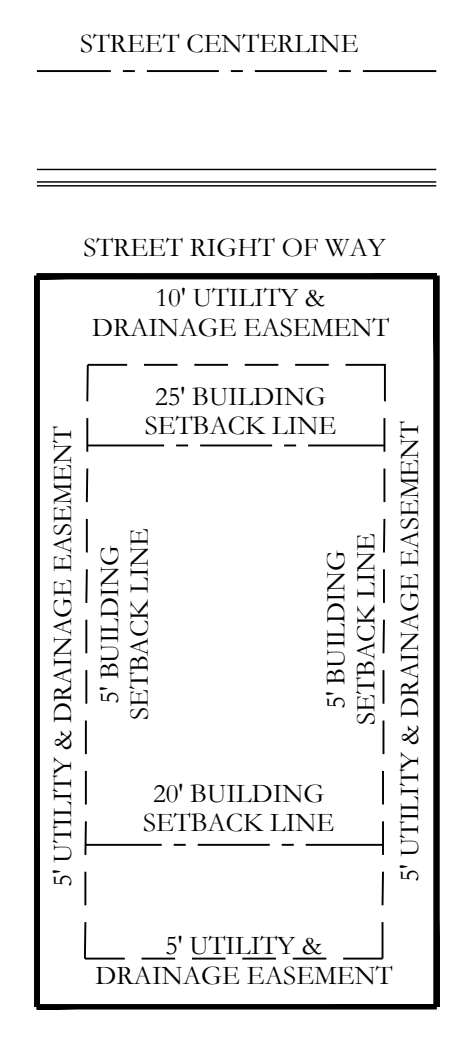 STREET CENTERLINE
STREET RIGHT OF WAY
10' UTILITY &
DRAINAGE EASEMENT
25' BUILDING
SETBACK LINE
5' UTILITY & DRAINAGE EASEMENT
5' BUILDING
SETBACK LINE
5' BUILDING
SETBACK LINE
5' UTILITY & DRAINAGE EASEMENT
20' BUILDING
SETBACK LINE
5' UTILITY &
DRAINAGE EASEMENT